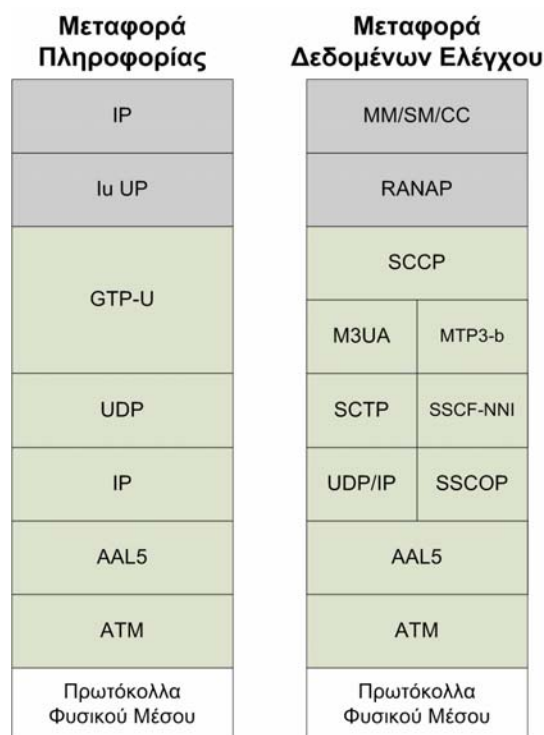 Μεταφορά
Πληροφορίας
IP
Iu UP
GTP-U
UDP
IP
AAL5
ATM
Πρωτόκολλα
Φυσικού Μέσου
Μεταφορά
Δεδομένων Ελέγχου
MM/SM/CC
RANAP
SCCP
M3UA MTP3-b
SCTP SSCF-NNI
UDP/IP SSCOP
AAL5
ATM
Πρωτόκολλα
Φυσικού Μέσου